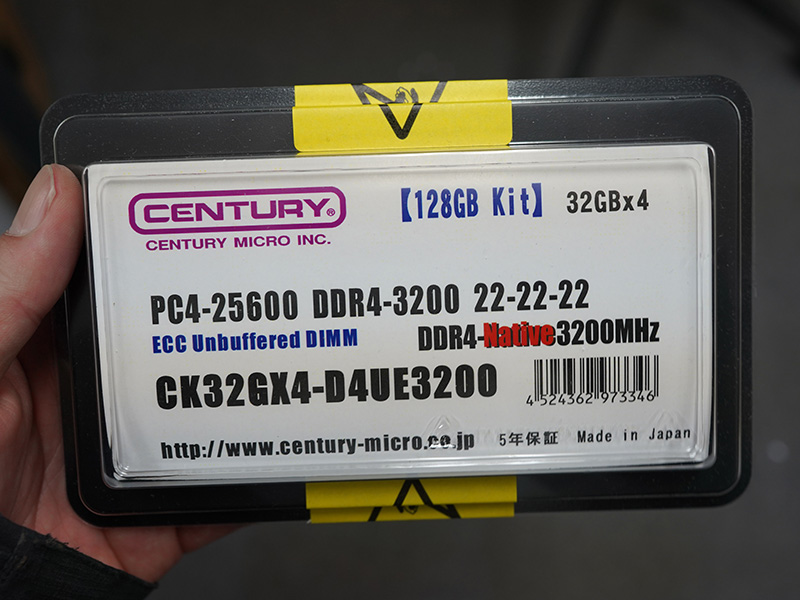 CENTURY®
CENTURY MICRO INC.
【128GB Kit】 32GBx4
PC4-25600 DDR4-3200 22-22-22
ECC Unbuffered DIMM
DDR4-Native3200MHz
CK32GX4-D4UE3200
4 524362 973346
http://www.century-micro.co.jp 5年保証 Made in Japan